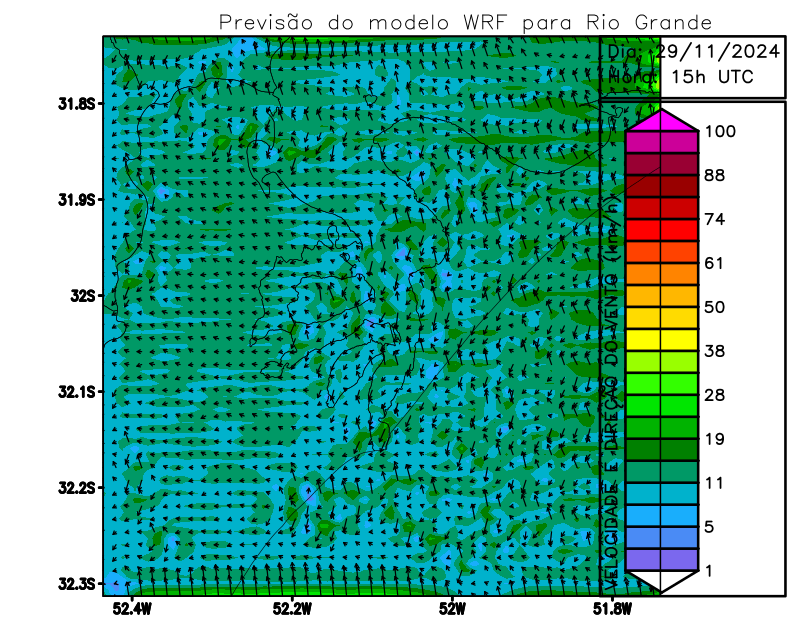 Previsão do modelo WRF para Rio Grande
Dia: 29/11/2024
Hora: 15h UTC
31.8S
31.9S
32S
32.1S
32.2S
32.3S
52.4W
52.2W
52W
51.8W
VELOCIDADE E DIREÇÃO DO VENTO (km/h)
100
88
74
61
50
38
28
19
11
5
1